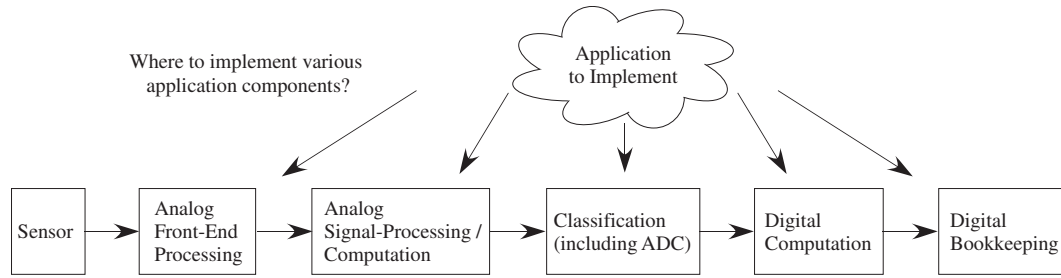 Where to implement various
application components?
Application
to Implement
Sensor
Analog
Front-End
Processing
Analog
Signal-Processing /
Computation
Classification
(including ADC)
Digital
Computation
Digital
Bookkeeping